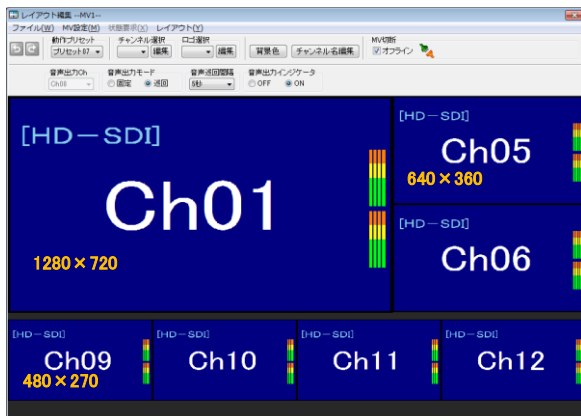 レイアウト編集 －MV1－
ファイル(W) MV設定(M) 状態要求(X) レイアウト(Y)
動作プリセット チャンネル選択 ロゴ選択 MV切断
プリセット07 編集 編集 背景色 チャンネル名編集 オフライン
音声出力Ch 音声出力モード 音声巡回間隔 音声出力インジケータ
Ch08 固定 巡回 5秒 OFF ON
[HD－SDI]
Ch01
1280×720
[HD－SDI]
Ch05
640×360
[HD－SDI]
Ch06
[HD－SDI]
Ch09
480×270
[HD－SDI]
Ch10
[HD－SDI]
Ch11
[HD－SDI]
Ch12